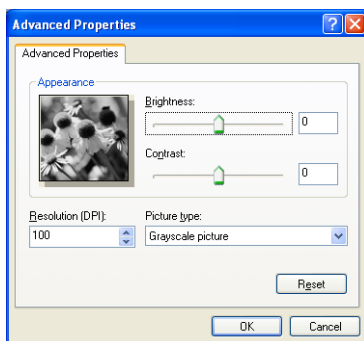 Advanced Properties
Advanced Properties
Appearance
Brightness:
0
Contrast:
0
Resolution (DPI):
Picture type:
100
Grayscale picture
Reset
OK
Cancel